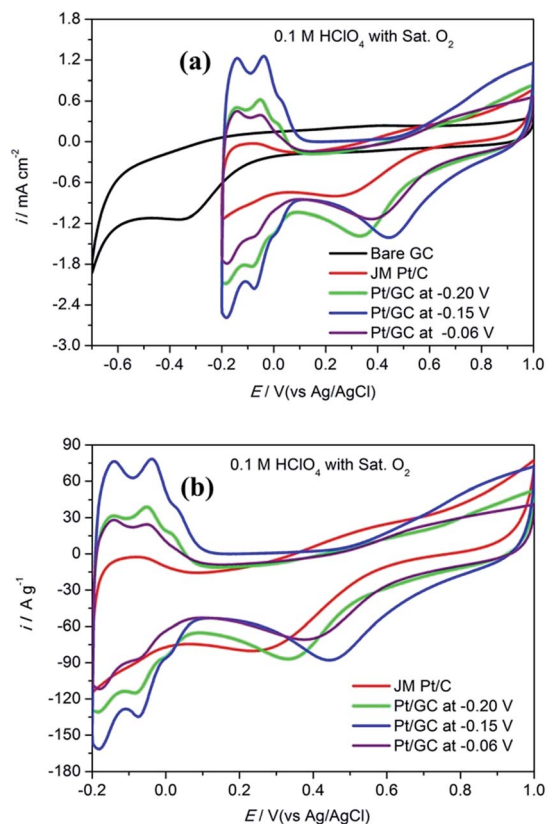 0.1 M HClO₄ with Sat. O₂
(a)
1.8
1.2
0.6
0.0
-0.6
-1.2
-1.8
-2.4
-3.0
i / mA cm⁻²
Bare GC
JM Pt/C
Pt/GC at -0.20 V
Pt/GC at -0.15 V
Pt/GC at -0.06 V
-0.6 -0.4 -0.2 0.0 0.2 0.4 0.6 0.8 1.0
E / V(vs Ag/AgCl)
0.1 M HClO₄ with Sat. O₂
(b)
90
60
30
0
-30
-60
-90
-120
-150
-180
i / A g⁻¹
JM Pt/C
Pt/GC at -0.20 V
Pt/GC at -0.15 V
Pt/GC at -0.06 V
-0.2 0.0 0.2 0.4 0.6 0.8 1.0
E / V(vs Ag/AgCl)